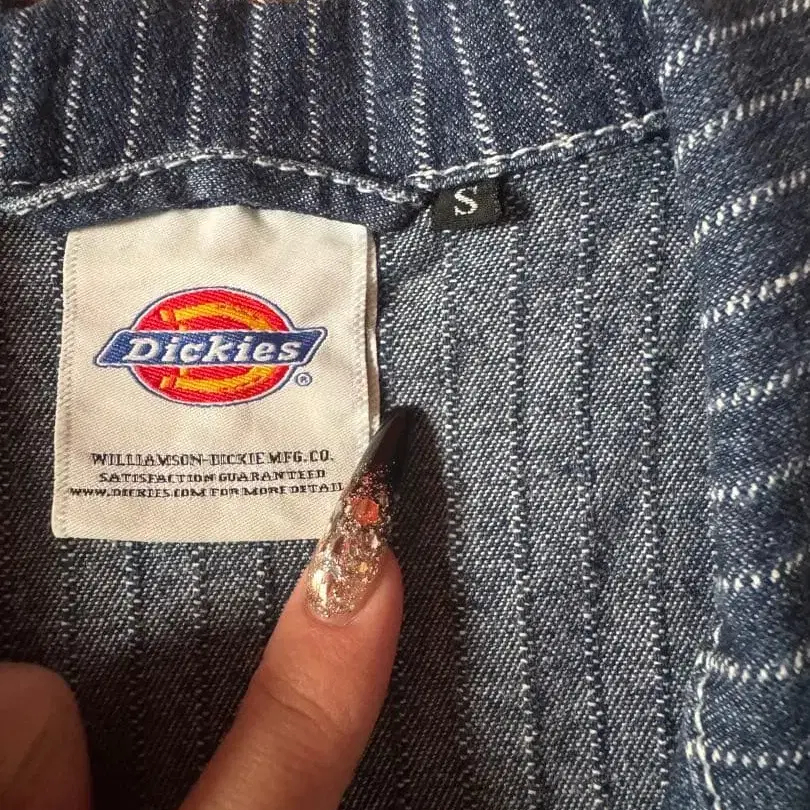 S
Dickies®
WILLIAMSON-DICKIE MFG. CO.
SATISFACTION GUARANTEED
WWW.DICKIES.COM FOR MORE DETAIL